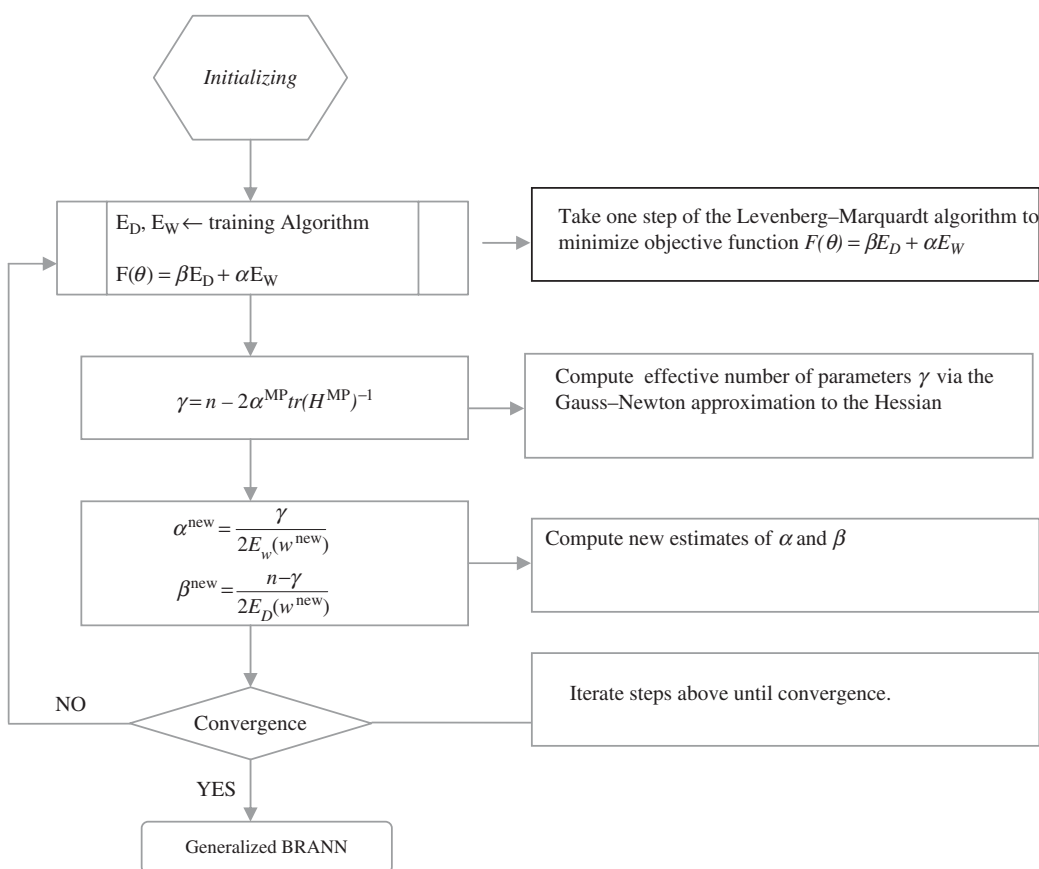 Initializing
E_D, E_W ← training Algorithm
F(θ) = βE_D + αE_W
Take one step of the Levenberg–Marquardt algorithm to
minimize objective function F(θ) = βE_D + αE_W
γ = n – 2α^MP tr(H^MP)^–1
Compute effective number of parameters γ via the
Gauss–Newton approximation to the Hessian
α^new = γ / 2E_w(w^new)
β^new = n–γ / 2E_D(w^new)
Compute new estimates of α and β
Iterate steps above until convergence.
NO
Convergence
YES
Generalized BRANN